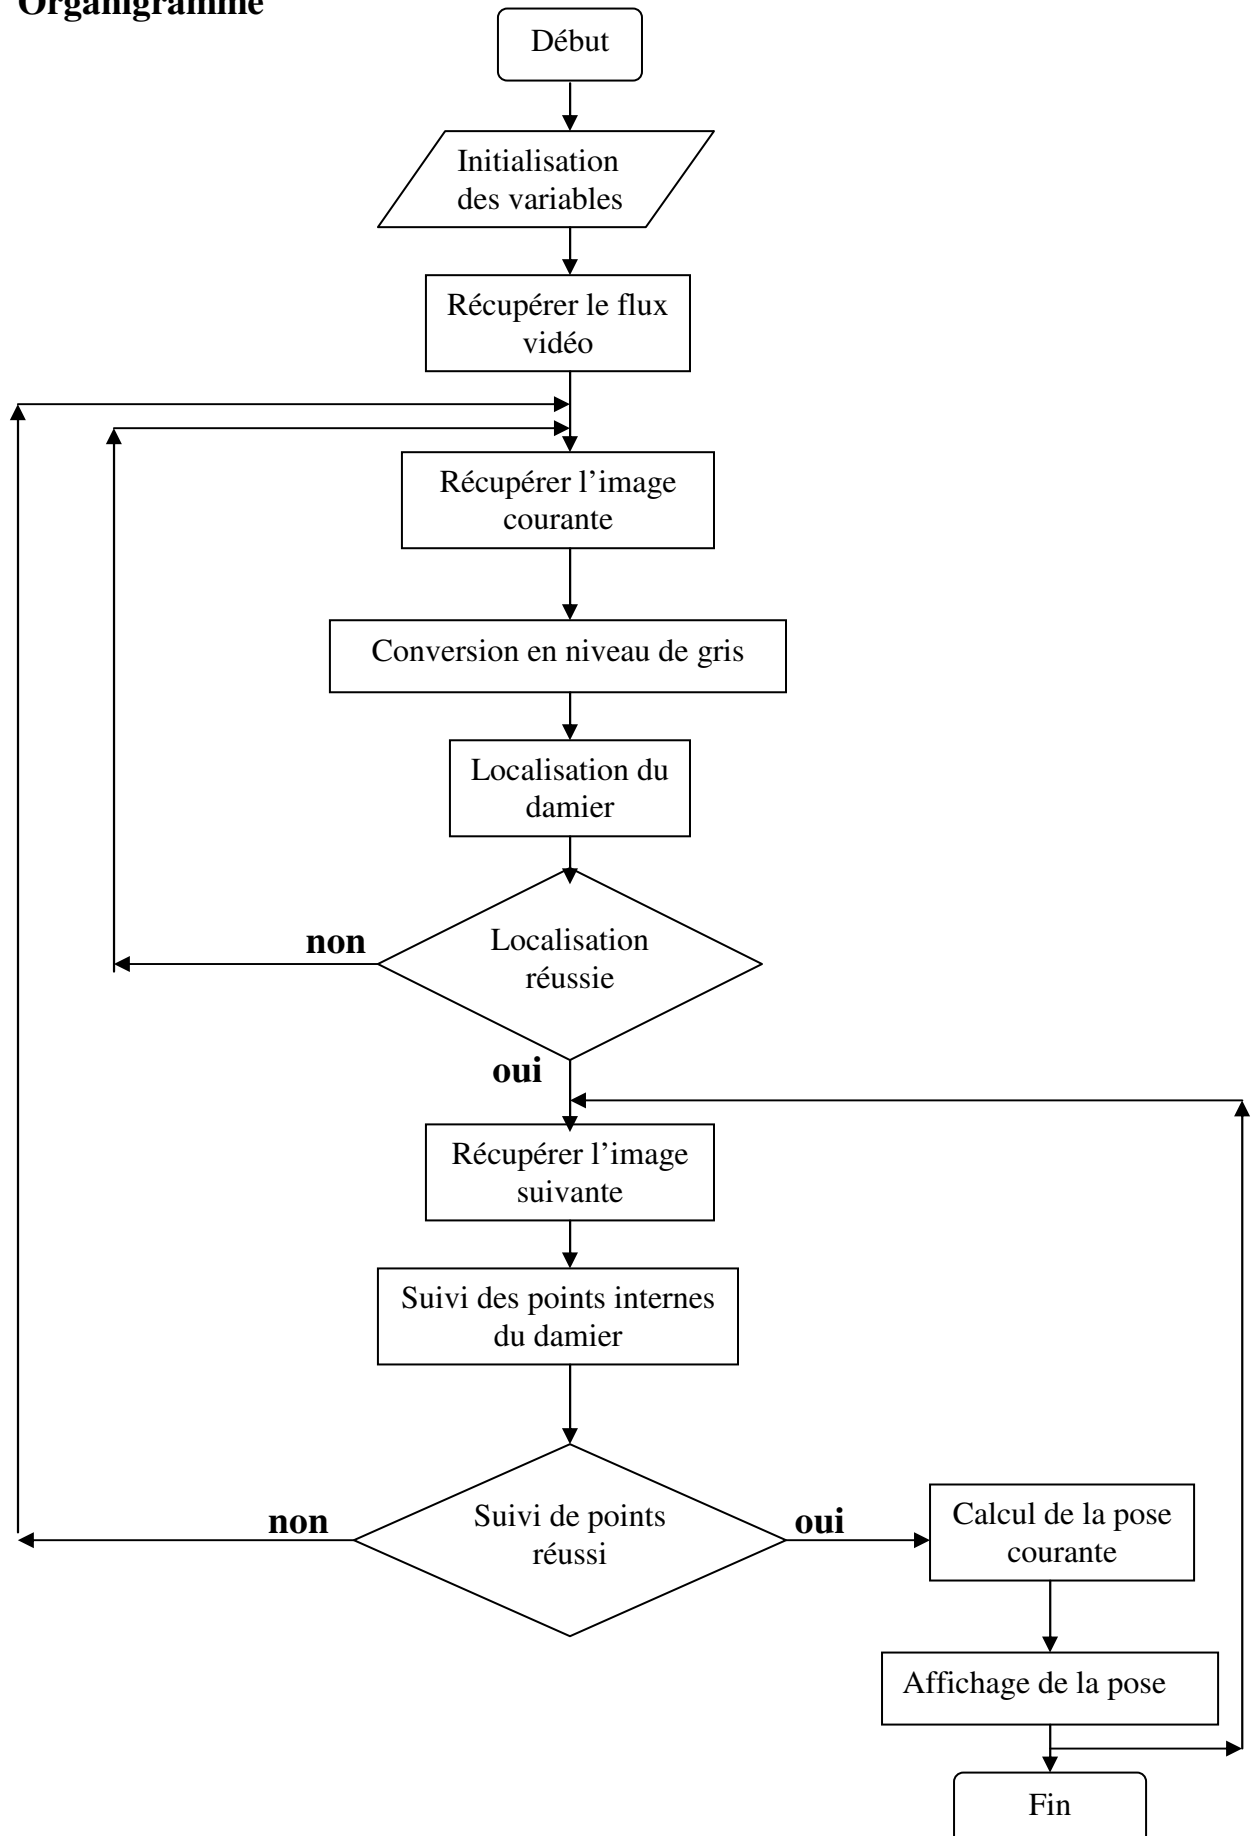 Organigramme
Début
Initialisation
des variables
Récupérer le flux
vidéo
Récupérer l’image
courante
Conversion en niveau de gris
Localisation du
damier
Localisation
réussie
non
oui
Récupérer l’image
suivante
Suivi des points internes
du damier
Suivi de points
réussi
non
oui
Calcul de la pose
courante
Affichage de la pose
Fin